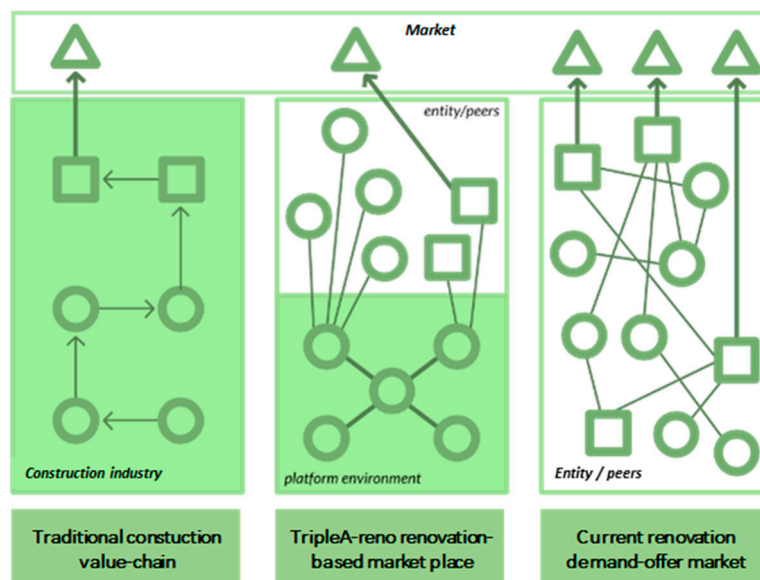 Market
entity/peers
Construction industry
platform environment
Entity / peers
Traditional constuction
value-chain
TripleA-reno renovation-
based market place
Current renovation
demand-offer market